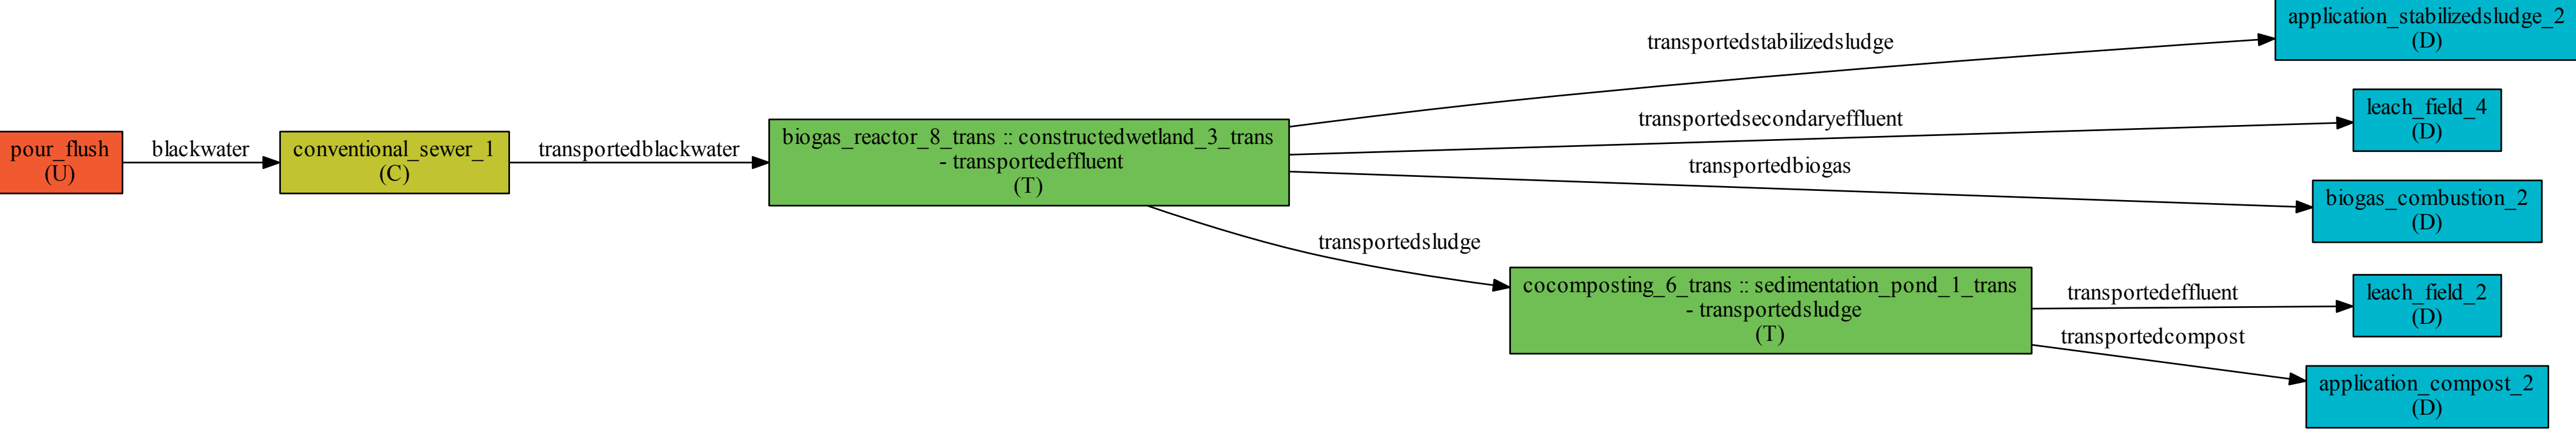 pour_flush
(U)
blackwater
conventional_sewer_1
(C)
transportedblackwater
biogas_reactor_8_trans :: constructedwetland_3_trans
- transportedeffluent
(T)
transportedstabilizedsludge
application_stabilizedsludge_2
(D)
transportedsecondaryeffluent
leach_field_4
(D)
transportedbiogas
biogas_combustion_2
(D)
transportedsludge
cocomposting_6_trans :: sedimentation_pond_1_trans
- transportedsludge
(T)
transportedeffluent
leach_field_2
(D)
transportedcompost
application_compost_2
(D)